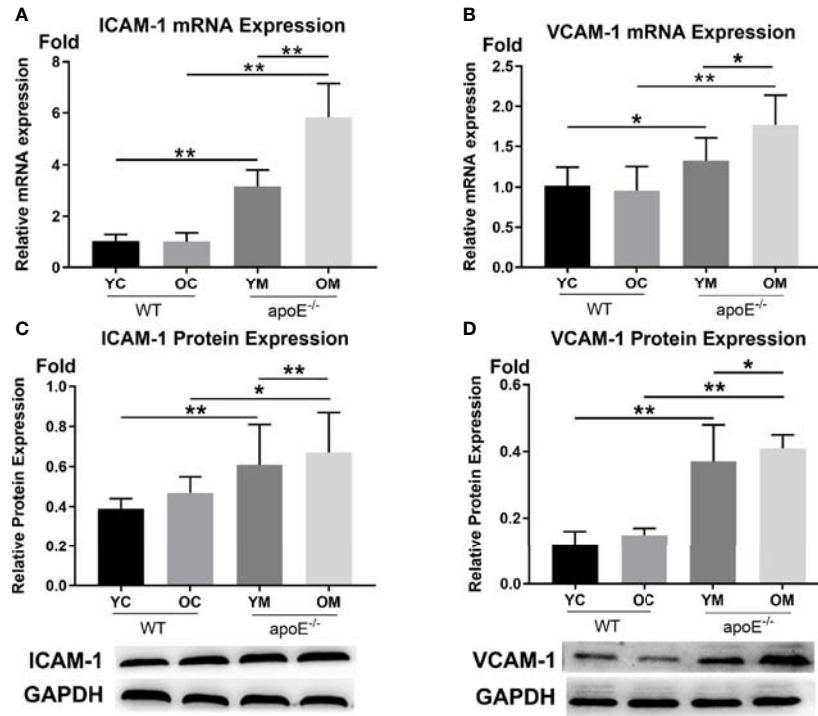 A
ICAM-1 mRNA Expression
Fold
Relative mRNA expression
8
6
4
2
0
**
**
**
YC OC YM OM
WT apoE-/-
B
VCAM-1 mRNA Expression
Fold
Relative mRNA expression
2.5
2.0
1.5
1.0
0.5
0.0
*
**
*
YC OC YM OM
WT apoE-/-
C
ICAM-1 Protein Expression
Fold
Relative Protein Expression
1.0
0.8
0.6
0.4
0.2
0.0
**
*
**
YC OC YM OM
WT apoE-/-
ICAM-1
GAPDH
D
VCAM-1 Protein Expression
Fold
Relative Protein Expression
0.6
0.4
0.2
0.0
*
**
**
YC OC YM OM
WT apoE-/-
VCAM-1
GAPDH